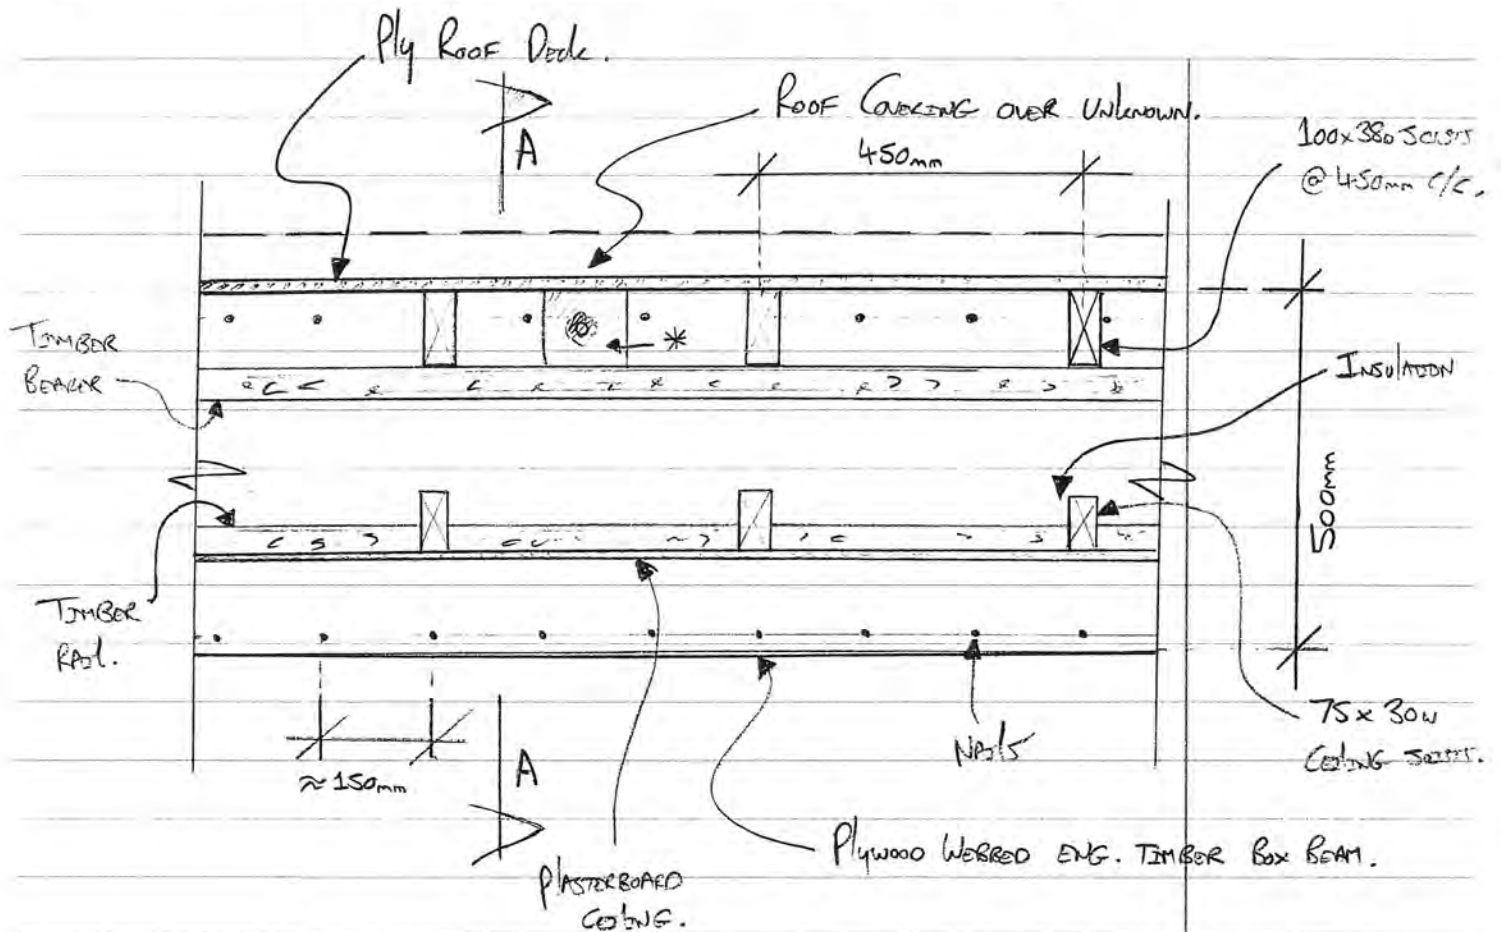 Ply ROOF Deck.
ROOF COVERING OVER UNKNOWN.
A
450mm
100x38w JOISTS
@ 450mm c/c.
TIMBER
BEARER
*
INSULATION
500mm
TIMBER
RAIL.
75 x 30w
CEILING JOISTS.
NAILS
≈150mm
A
Plywood WEBBED ENG. TIMBER BOX BEAM.
PLASTERBOARD
CEILING.